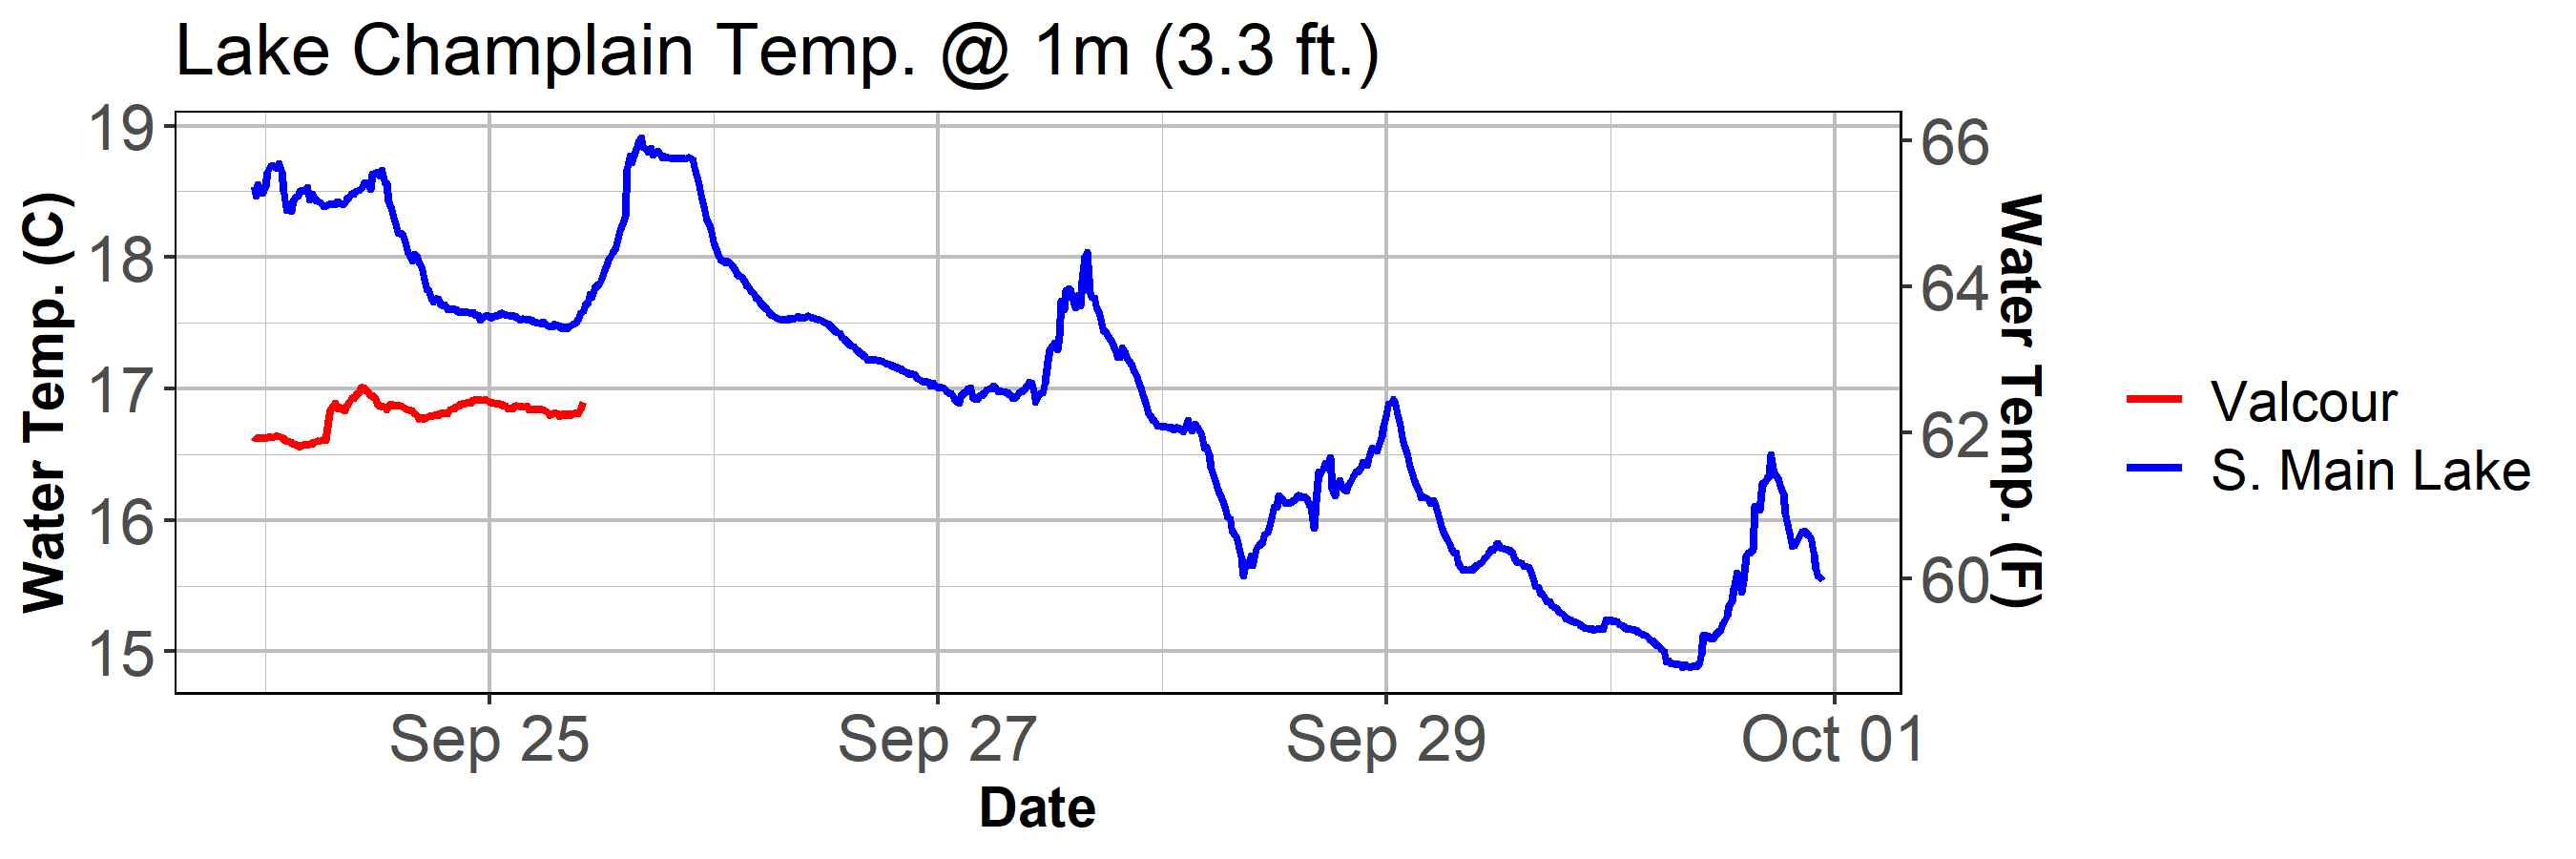 Lake Champlain Temp. @ 1m (3.3 ft.)
Water Temp. (C)
19
18
17
16
15
66
64
62
60
Water Temp. (F)
Sep 25
Sep 27
Sep 29
Oct 01
Date
Valcour
S. Main Lake